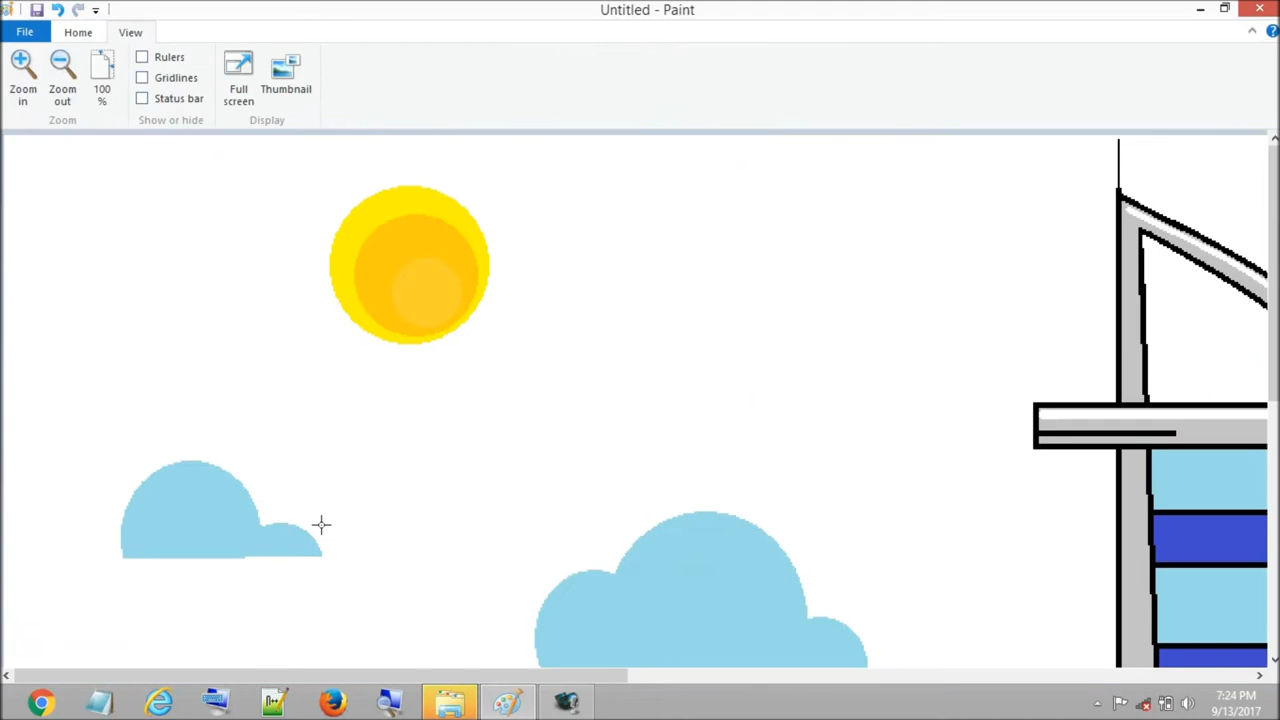 Untitled - Paint
File Home View
Zoom in
Zoom out
100 %
Rulers
Gridlines
Status bar
Full screen
Thumbnail
Zoom
Show or hide
Display
7:24 PM
9/13/2017